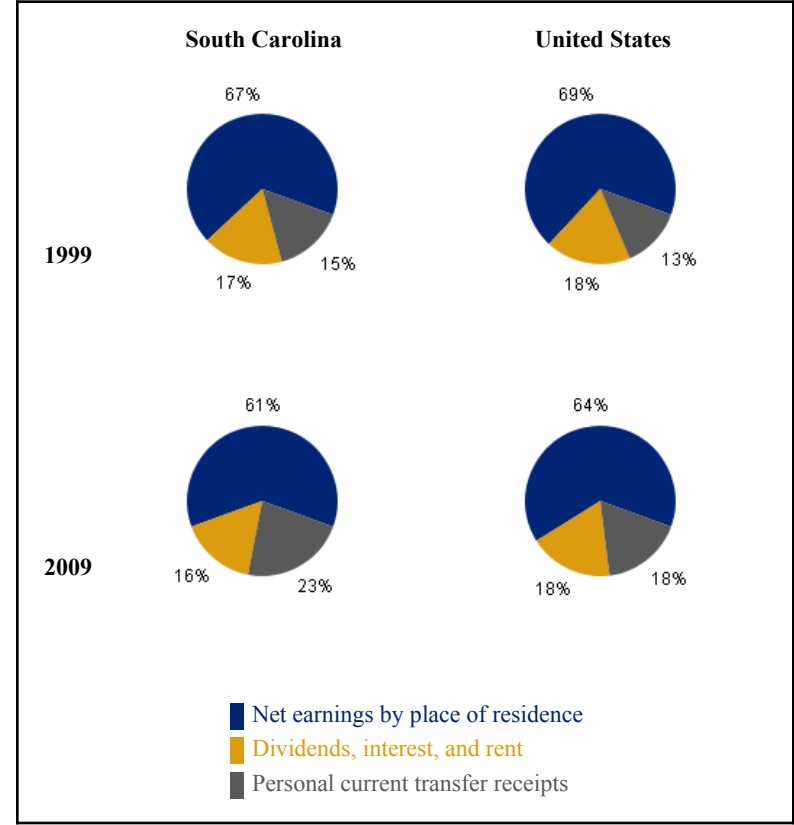 South Carolina United States
67% 69%
1999
15% 13%
17% 18%
61% 64%
2009
16% 23% 18% 18%
Net earnings by place of residence
Dividends, interest, and rent
Personal current transfer receipts